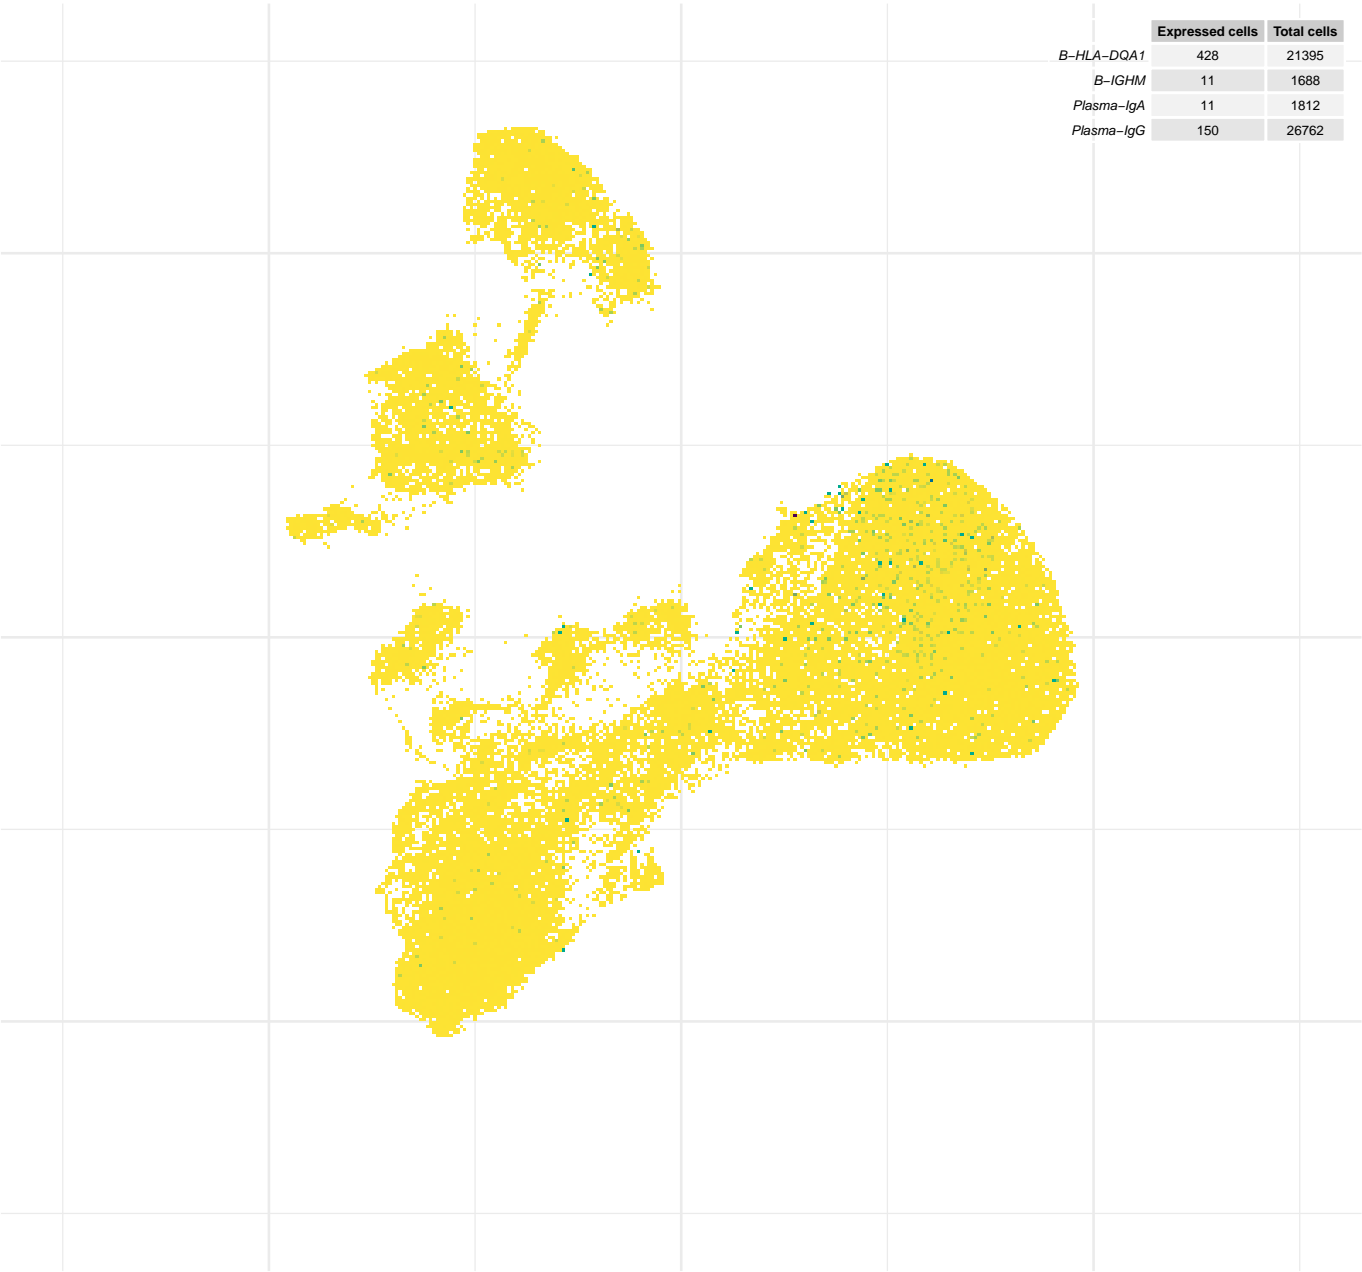 Expressed cells Total cells
B−HLA−DQA1 428 21395
B−IGHM 11 1688
Plasma−IgA 11 1812
Plasma−IgG 150 26762